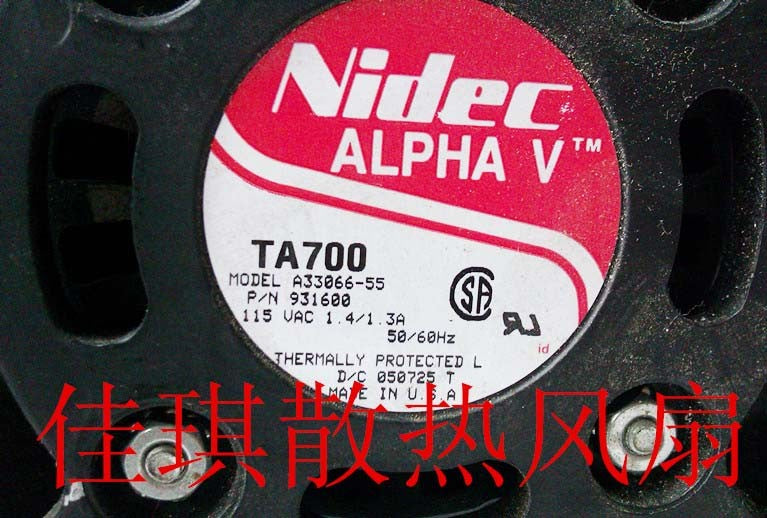 Nidec
ALPHA V™
TA700
MODEL A33066-55
P/N 931600
115 VAC 1.4/1.3A
50/60Hz
THERMALLY PROTECTED L
D/C 050725 T
MADE IN U.S.A
佳琪散热风扇